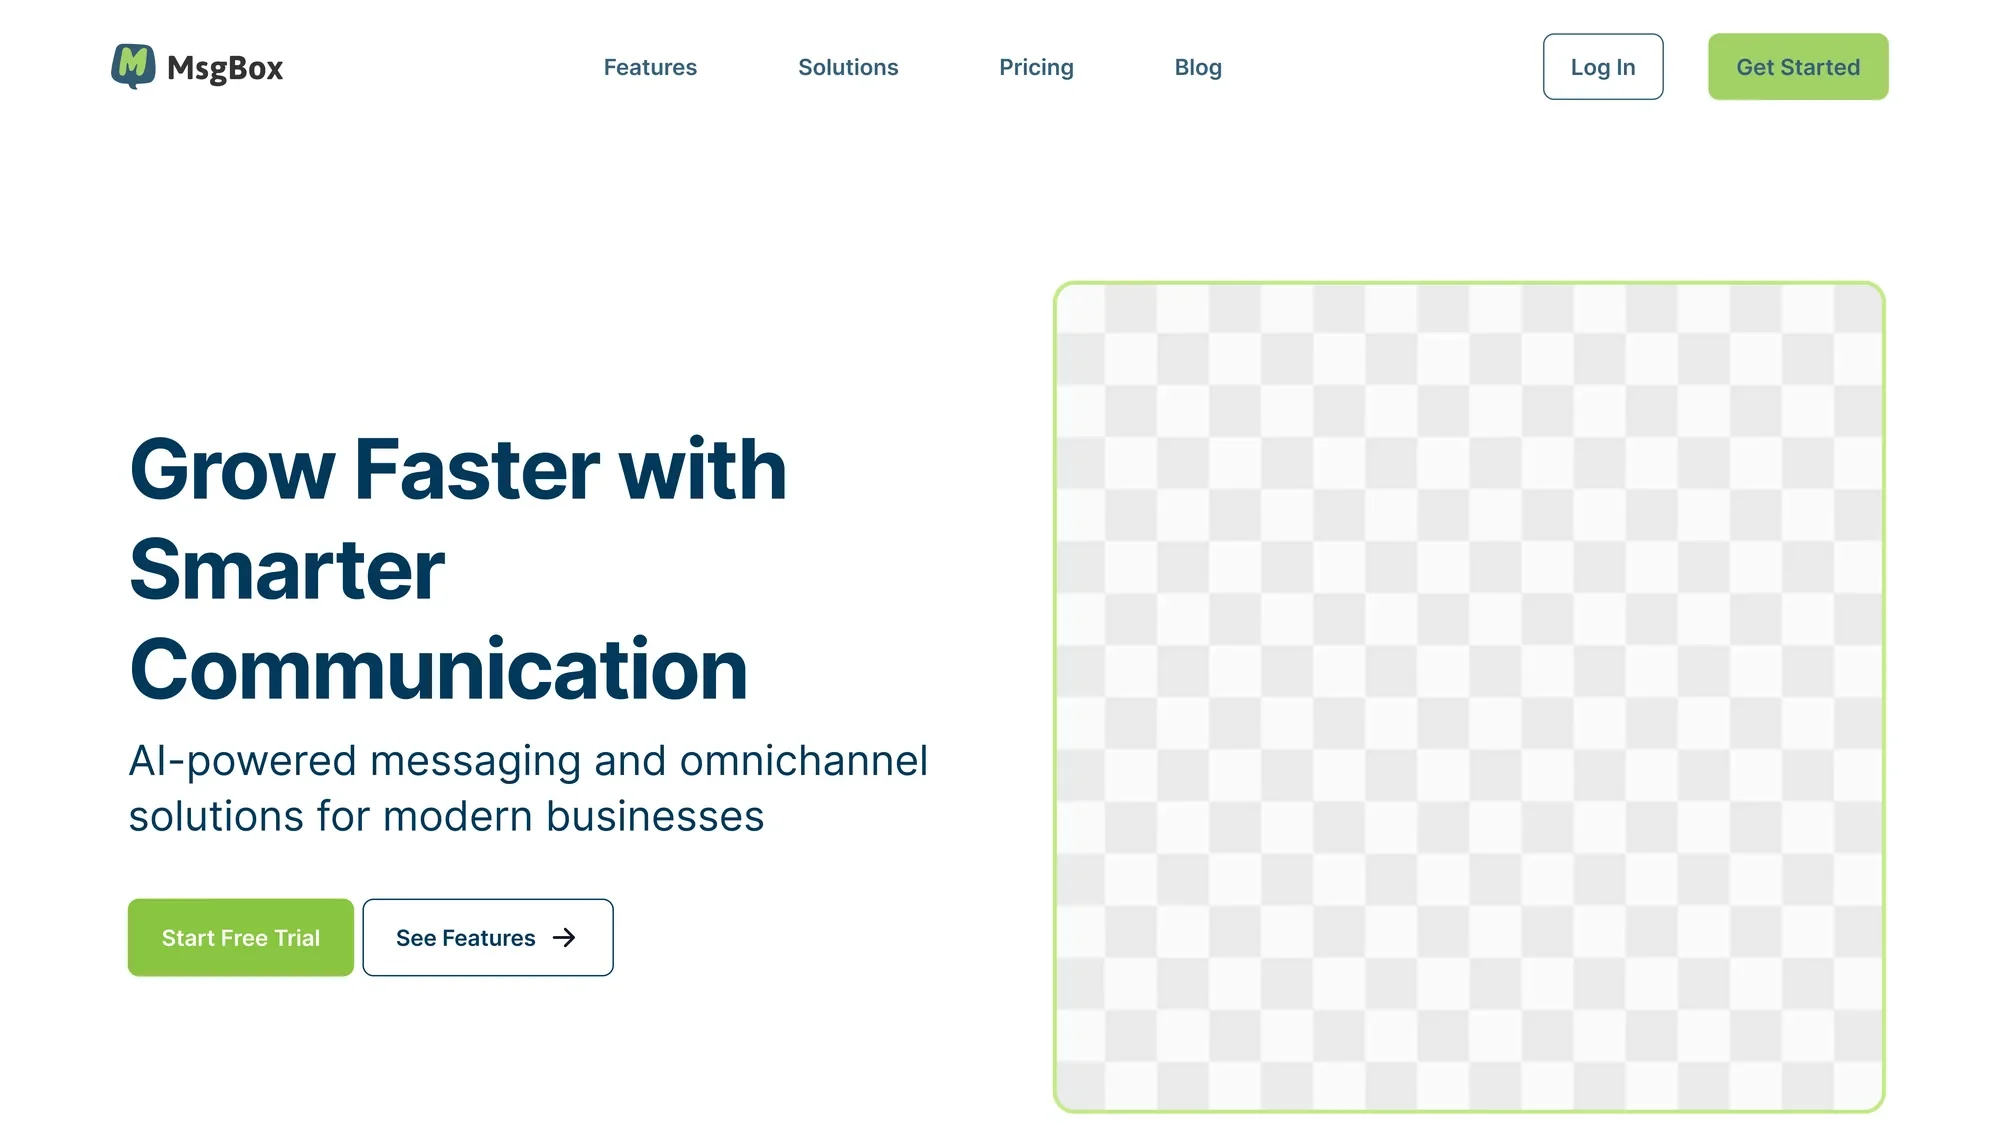 MsgBox
Features
Solutions
Pricing
Blog
Log In
Get Started
Grow Faster with
Smarter
Communication
AI-powered messaging and omnichannel
solutions for modern businesses
Start Free Trial
See Features →